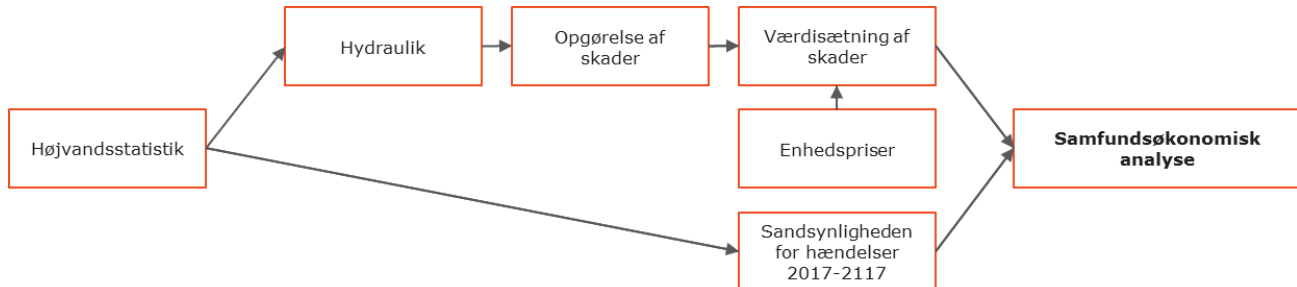 Højvandsstatistik
Hydraulik
Opgørelse af
skader
Værdisætning af
skader
Enhedspriser
Sandsynligheden
for hændelser
2017-2117
Samfundsøkonomisk
analyse